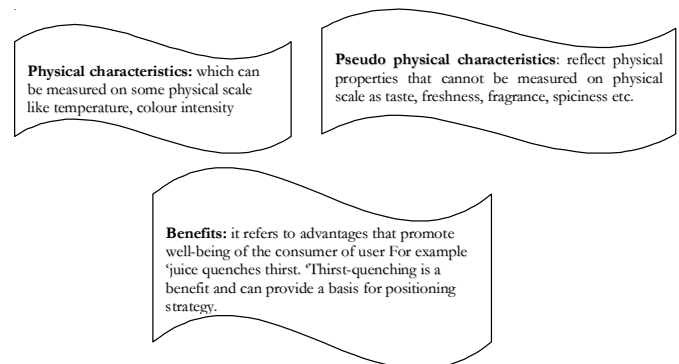 Physical characteristics: which can
be measured on some physical scale
like temperature, colour intensity
Pseudo physical characteristics: reflect physical
properties that cannot be measured on physical
scale as taste, freshness, fragrance, spiciness etc.
Benefits: it refers to advantages that promote
well-being of the consumer of user For example
‘juice quenches thirst. ‘Thirst-quenching is a
benefit and can provide a basis for positioning
strategy.